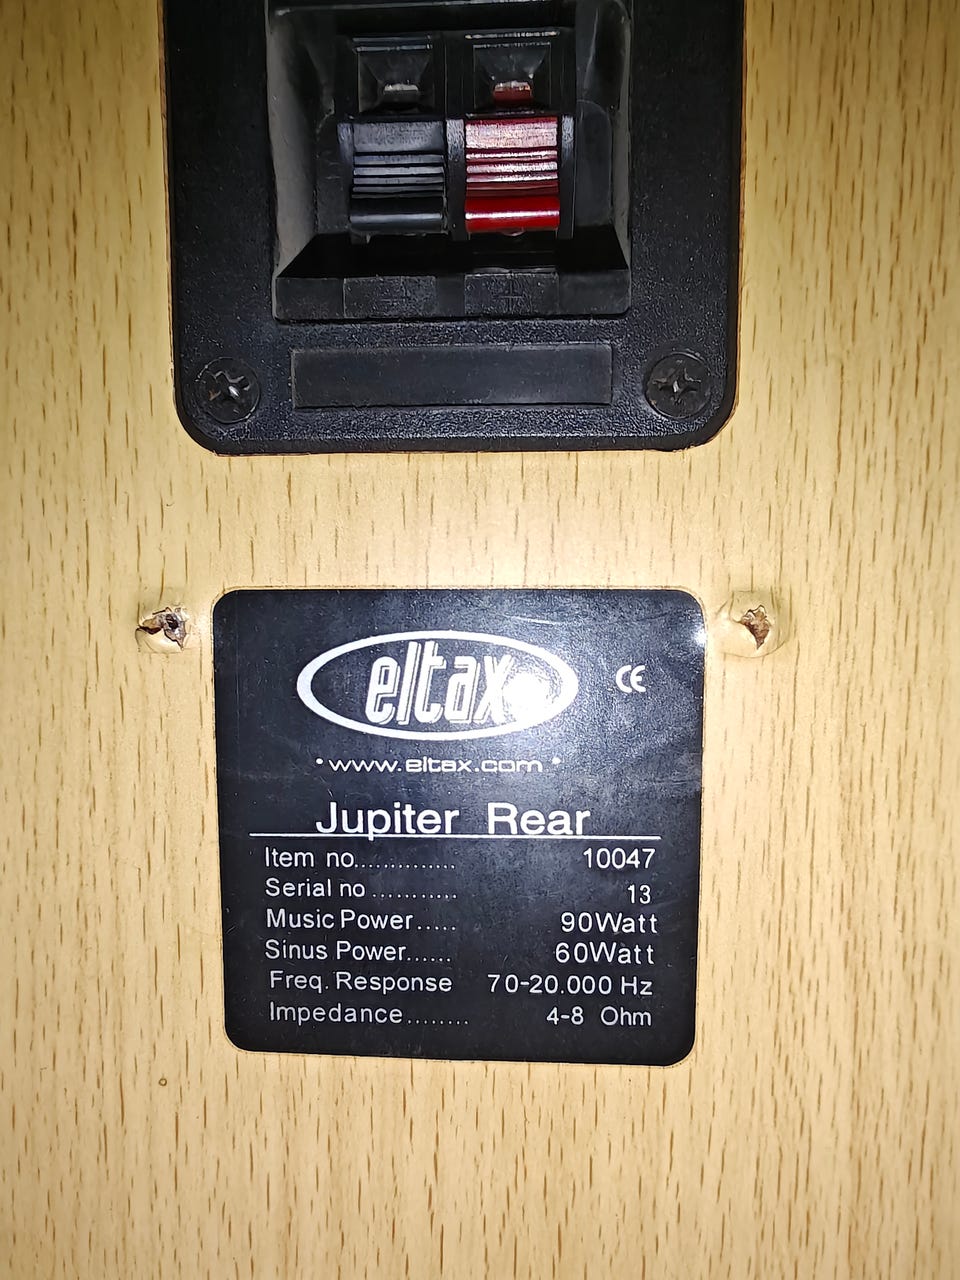 - +
eltax
CE
• www.eltax.com •
Jupiter Rear
Item no.............. 10047
Serial no ........... 13
Music Power..... 90Watt
Sinus Power...... 60Watt
Freq. Response 70-20.000 Hz
Impedance........ 4-8 Ohm